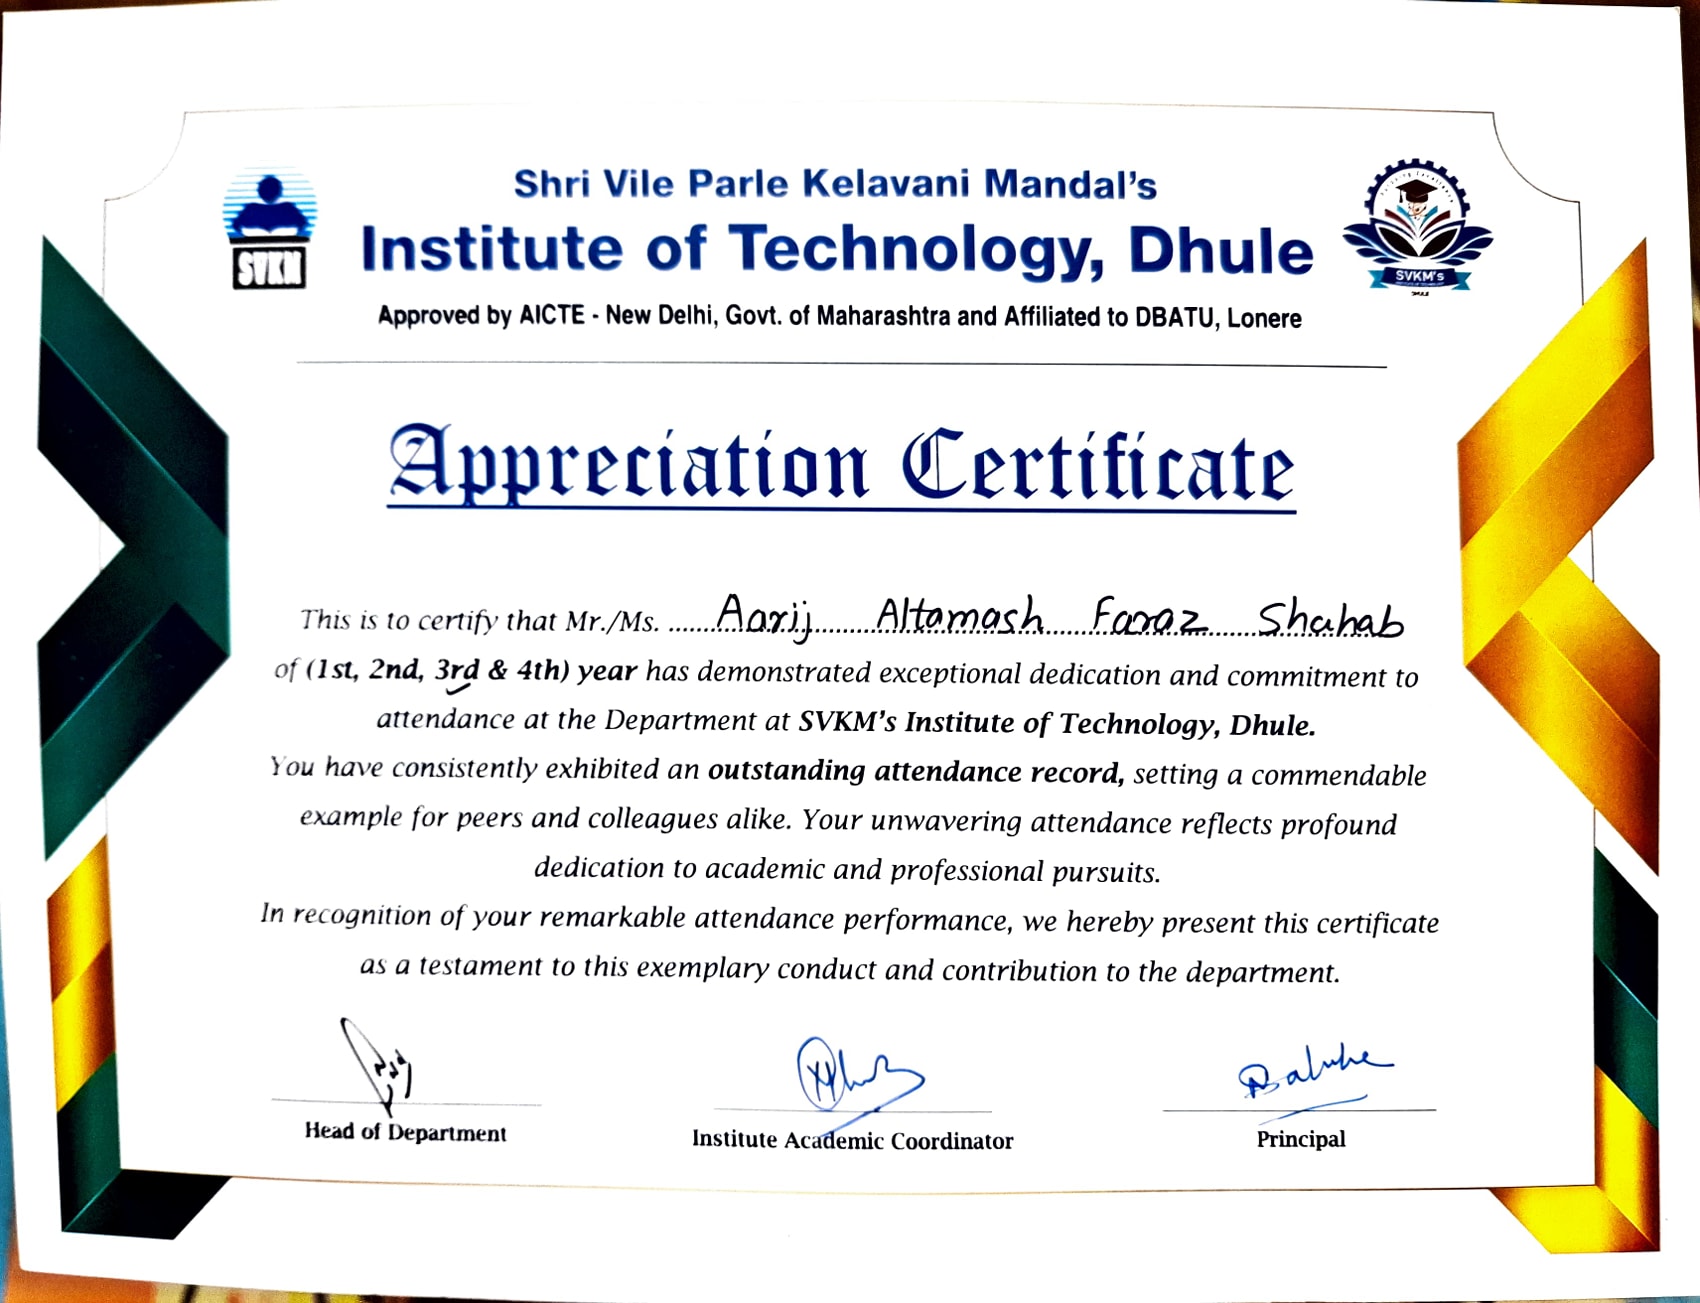 SVKM
SVKM's
Shri Vile Parle Kelavani Mandal's
Institute of Technology, Dhule
Approved by AICTE - New Delhi, Govt. of Maharashtra and Affiliated to DBATU, Lonere
Appreciation Certificate
This is to certify that Mr./Ms. ...... Aarij Altamash Faraz Shahab
of (1st, 2nd, 3rd & 4th) year has demonstrated exceptional dedication and commitment to
attendance at the Department at SVKM's Institute of Technology, Dhule.
You have consistently exhibited an outstanding attendance record, setting a commendable
example for peers and colleagues alike. Your unwavering attendance reflects profound
dedication to academic and professional pursuits.
In recognition of your remarkable attendance performance, we hereby present this certificate
as a testament to this exemplary conduct and contribution to the department.
Head of Department
Institute Academic Coordinator
Principal